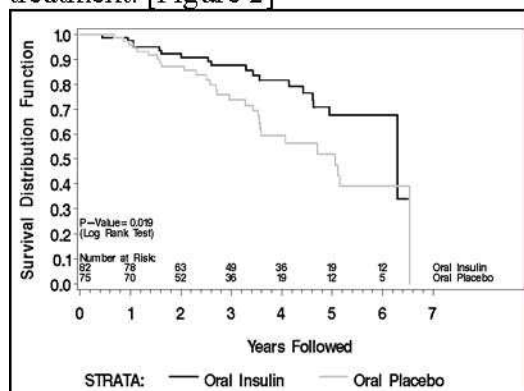 treatment. [Figure 2]
Survival Distribution Function
1.0
0.9
0.8
0.7
0.6
0.5
0.4
0.3
0.2
0.1
0.0
P-Value= 0.019
(Log Rank Test)
Number at Risk:
82 78 63 49 36 19 12 Oral Insulin
75 70 52 36 19 12 5 Oral Placebo
0 1 2 3 4 5 6 7
Years Followed
STRATA: Oral Insulin Oral Placebo